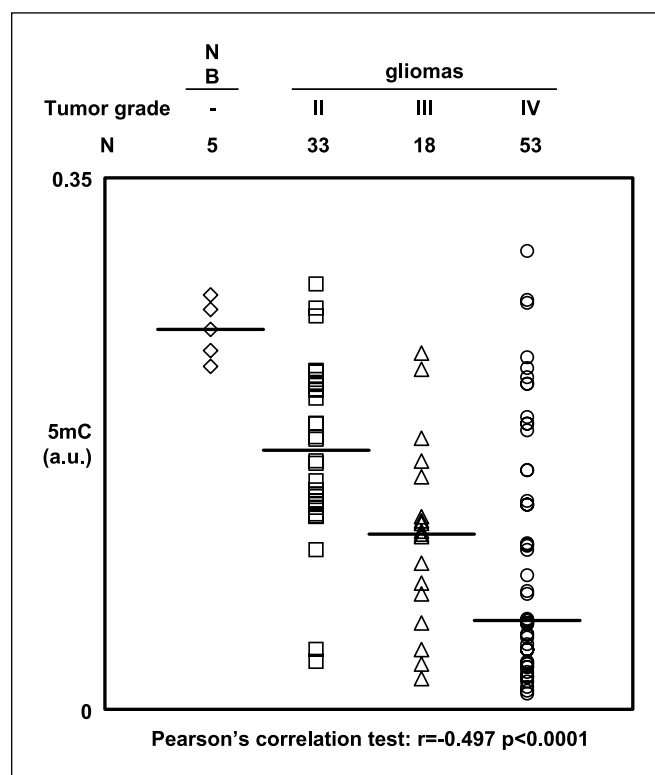 N
B
gliomas
Tumor grade - II III IV
N 5 33 18 53
0.35
5mC
(a.u.)
0
Pearson's correlation test: r=-0.497 p<0.0001